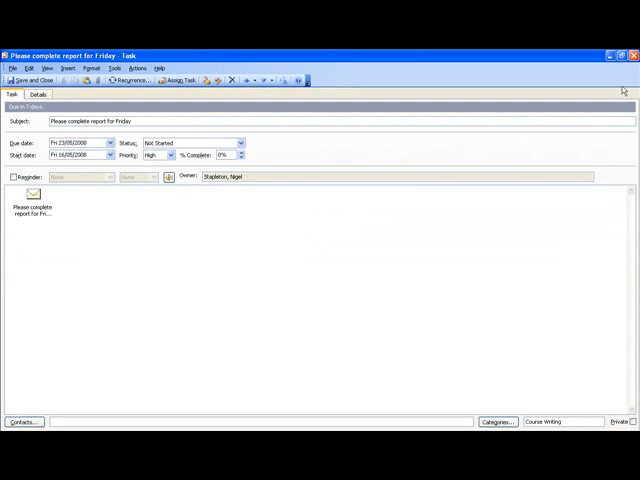 Please complete report for Friday - Task
File Edit View Insert Format Tools Actions Help
Save and Close Recurrence... Assign Task
Task Details
Due in 7 days.
Subject: Please complete report for Friday
Due date: Fri 23/05/2008 Status: Not Started
Start date: Fri 16/05/2008 Priority: High % Complete: 0%
Reminder: None None Owner: Stapleton, Nigel
Please complete
report for Fri...
Contacts... Categories... Course Writing Private